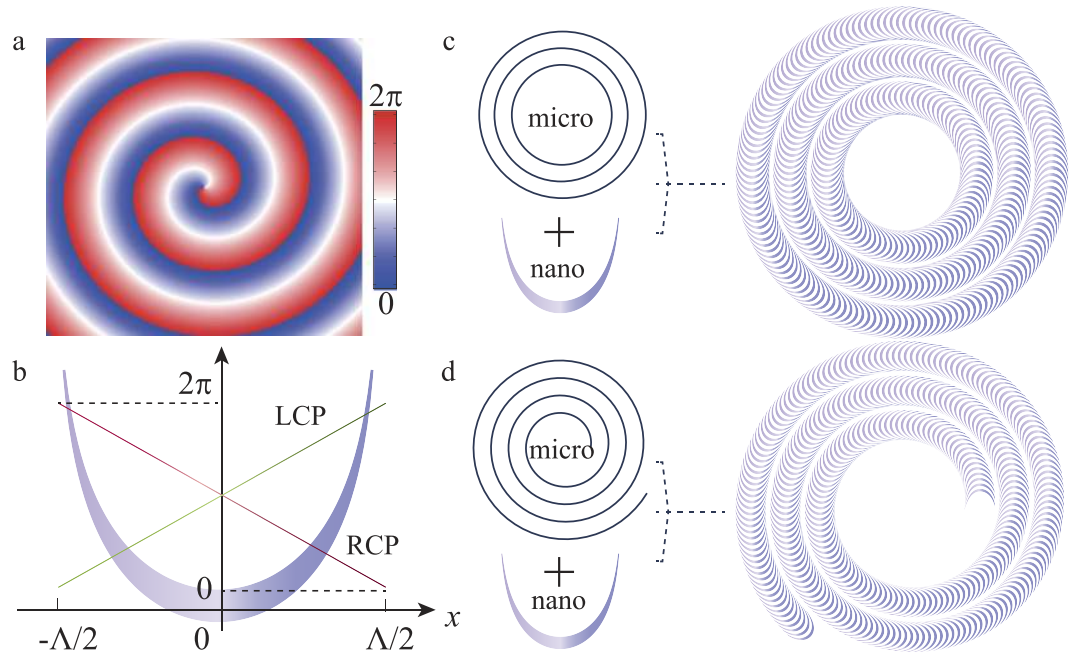 a
2π
0
b
2π
LCP
RCP
0
-Λ/2
0
Λ/2
x
c
micro
+
nano
d
micro
+
nano